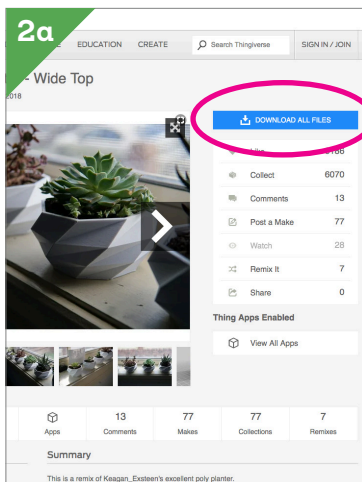 2a
EDUCATION CREATE Search Thingiverse SIGN IN / JOIN
- Wide Top
2018
DOWNLOAD ALL FILES
Collect 6070
Comments 13
Post a Make 77
Watch 28
Remix It 7
Share 0
Thing Apps Enabled
View All Apps
13 77 77 7
Apps Comments Makes Collections Remixes
Summary
This is a remix of Keagan_Exsteen's excellent poly planter.